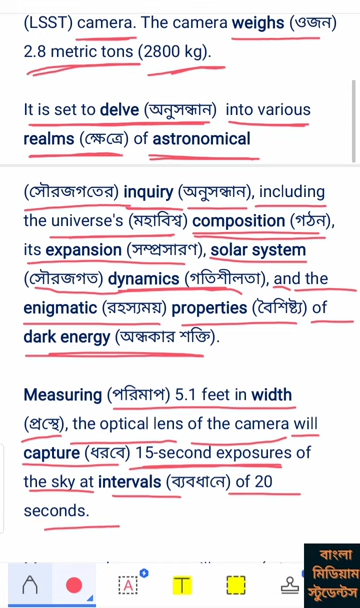 (LSST) camera. The camera weighs (ওজন)
2.8 metric tons (2800 kg).
It is set to delve (অনুসন্ধান) into various
realms (ক্ষেত্রে) of astronomical
(সৌরজগতের) inquiry (অনুসন্ধান), including
the universe's (মহাবিশ্ব) composition (গঠন),
its expansion (সম্প্রসারণ), solar system
(সৌরজগত) dynamics (গতিশীলতা), and the
enigmatic (রহস্যময়) properties (বৈশিষ্ট্য) of
dark energy (অন্ধকার শক্তি).
Measuring (পরিমাপ) 5.1 feet in width
(প্রস্থে), the optical lens of the camera will
capture (ধরবে) 15-second exposures of
the sky at intervals (ব্যবধানে) of 20
seconds.
বাংলা
মিডিয়াম
স্টুডেন্টস